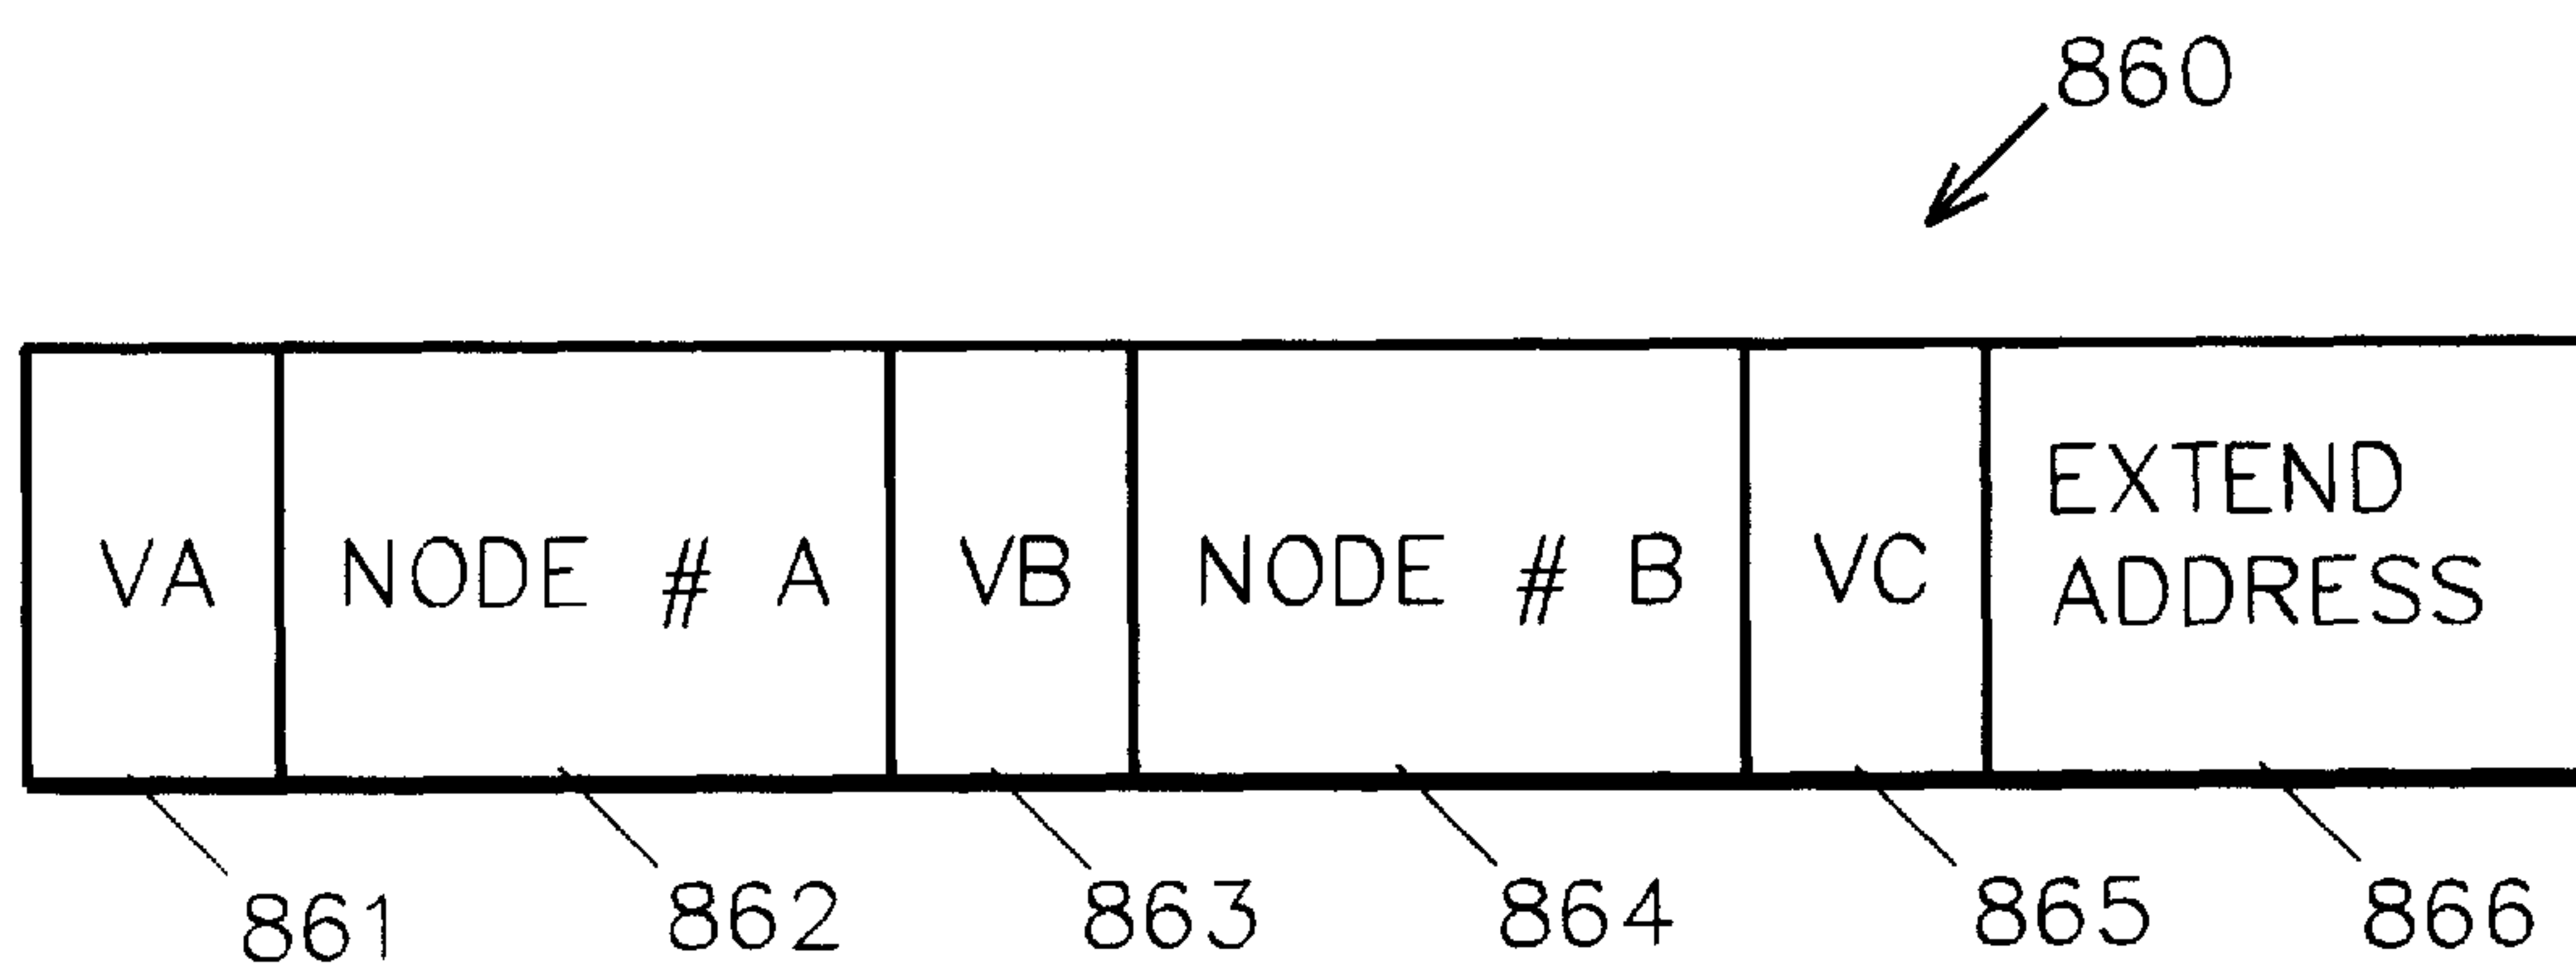 860
VA NODE # A VB NODE # B VC EXTEND
ADDRESS
861 862 863 864 865 866